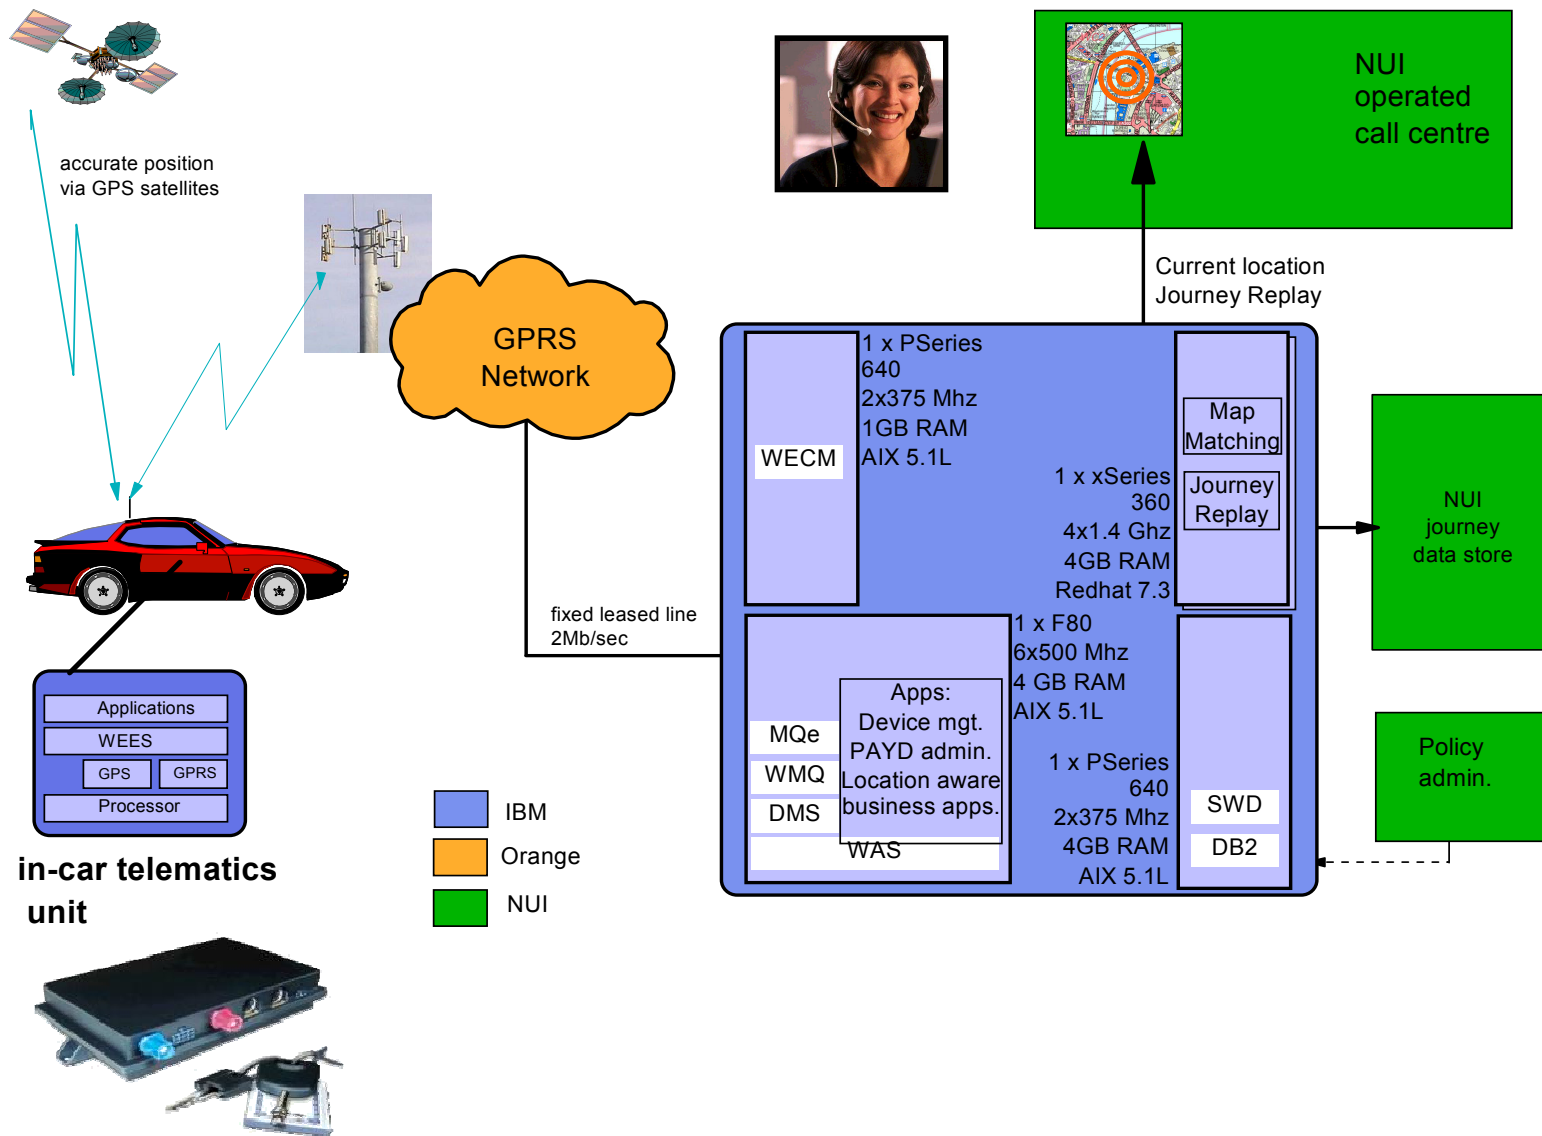 accurate position
via GPS satellites
NUI
operated
call centre
Current location
Journey Replay
GPRS
Network
1 x PSeries
640
2x375 Mhz
1GB RAM
AIX 5.1L
WECM
Map
Matching
Journey
Replay
1 x xSeries
360
4x1.4 Ghz
4GB RAM
Redhat 7.3
NUI
journey
data store
fixed leased line
2Mb/sec
1 x F80
6x500 Mhz
4 GB RAM
AIX 5.1L
Apps:
Device mgt.
PAYD admin.
Location aware
business apps.
MQe
WMQ
DMS
WAS
1 x PSeries
640
2x375 Mhz
4GB RAM
AIX 5.1L
SWD
DB2
Policy
admin.
Applications
WEES
GPS
GPRS
Processor
in-car telematics
unit
IBM
Orange
NUI